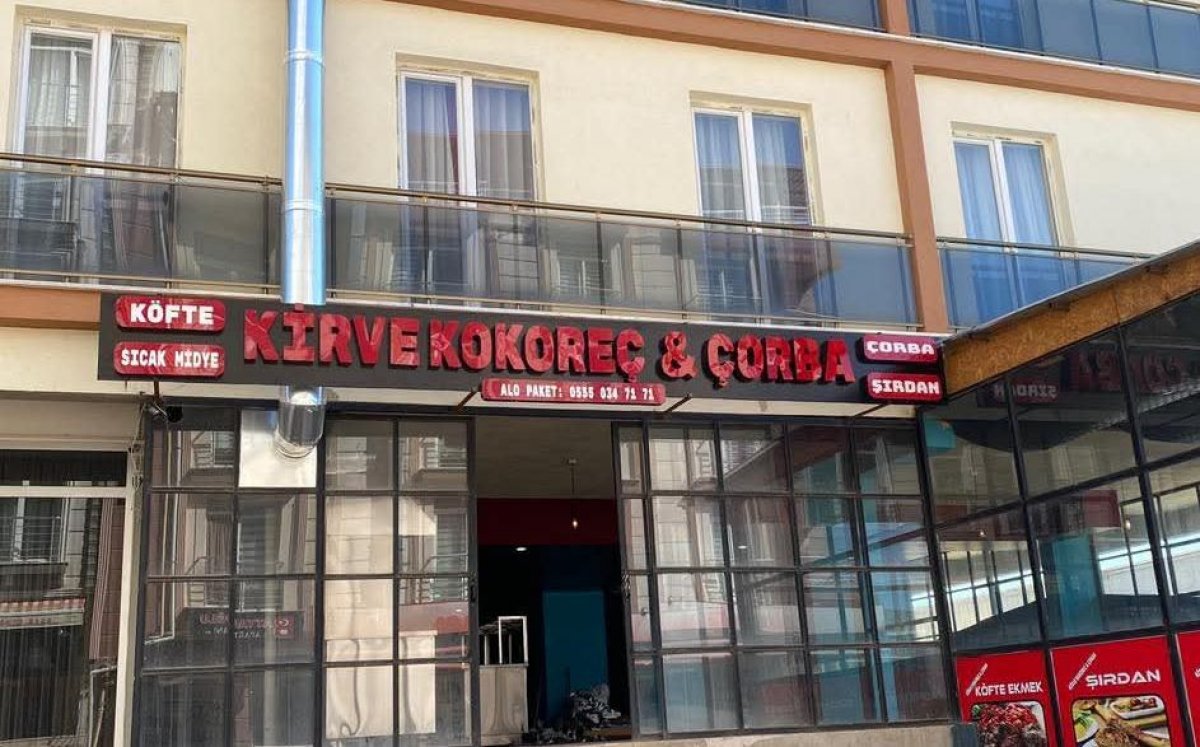 KÖFTE
SICAK MİDYE
KİRVE KOKOREÇ & ÇORBA
ALO PAKET: 0555 034 71 71
ÇORBA
ŞIRDAN
KÖFTE EKMEK
ŞIRDAN